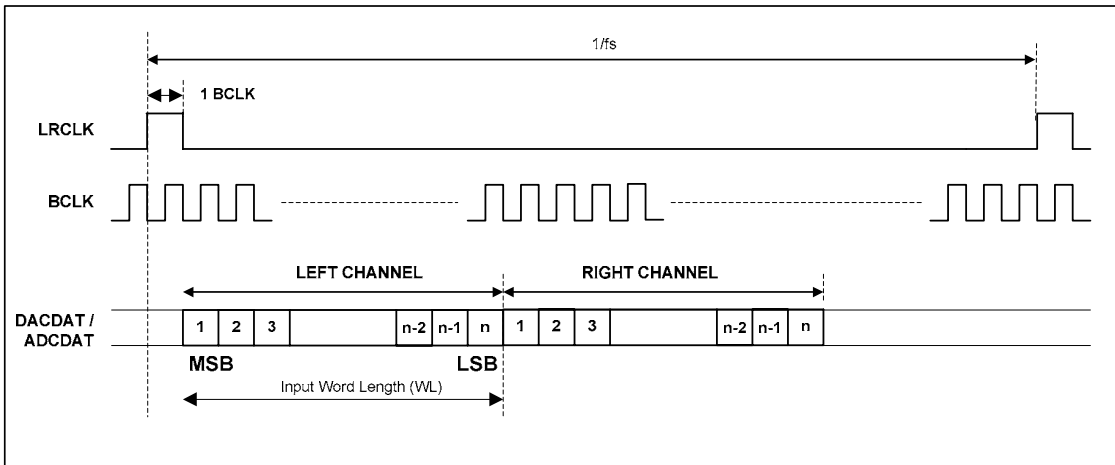 1/fs
1 BCLK
LRCLK
BCLK
LEFT CHANNEL
RIGHT CHANNEL
DACDAT /
ADCDAT
1 2 3 n-2 n-1 n 1 2 3 n-2 n-1 n
MSB LSB
Input Word Length (WL)